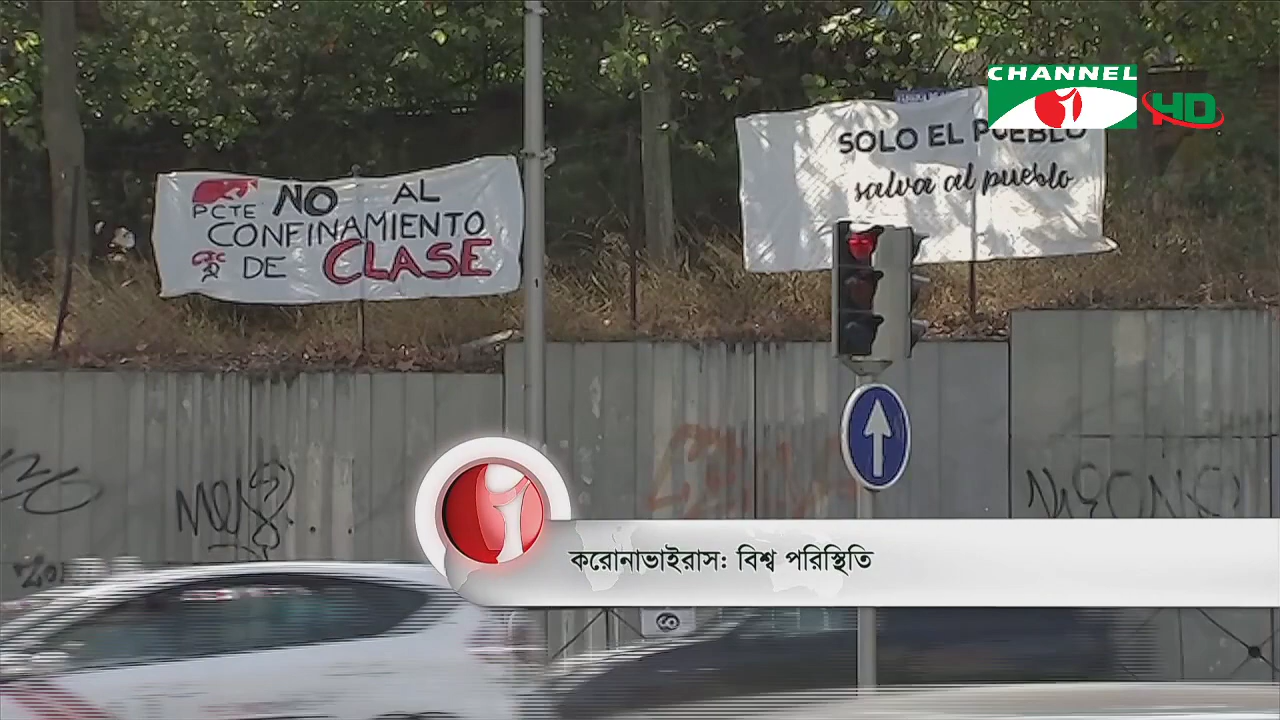 CHANNEL
i HD
SOLO EL PUEBLO
salva al pueblo
PCTE NO AL
CONFINAMIENTO
DE CLASE
করোনাভাইরাস: বিশ্ব পরিস্থিতি